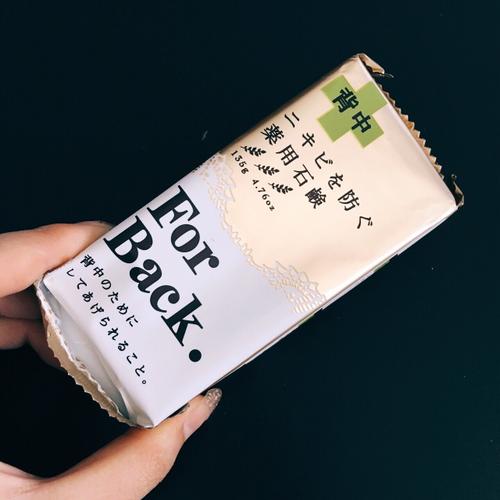 背中
ニキビを防ぐ
薬用石鹸
135g 4.76oz
For
Back.
背中のために
してあげられること。